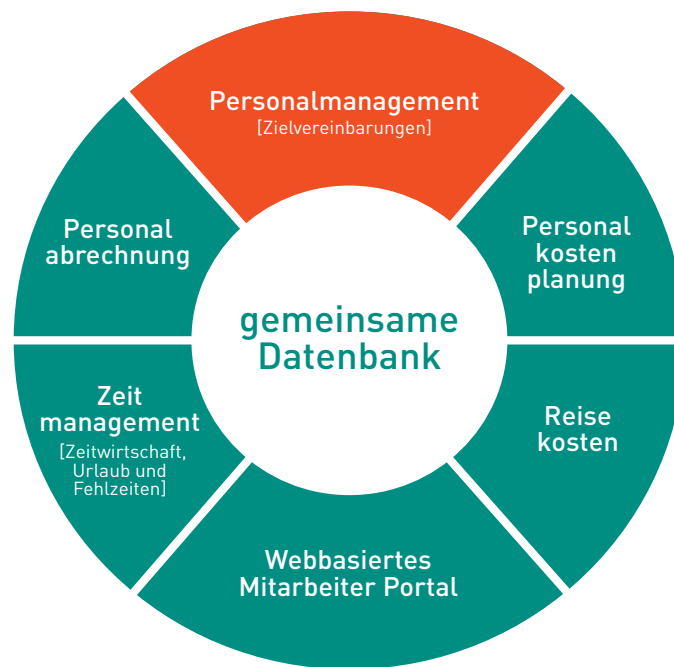 Personalmanagement
[Zielvereinbarungen]
Personal
abrechnung
Personal
kosten
planung
gemeinsame
Datenbank
Zeit
management
[Zeitwirtschaft,
Urlaub und
Fehlzeiten]
Reise
kosten
Webbasiertes
Mitarbeiter Portal